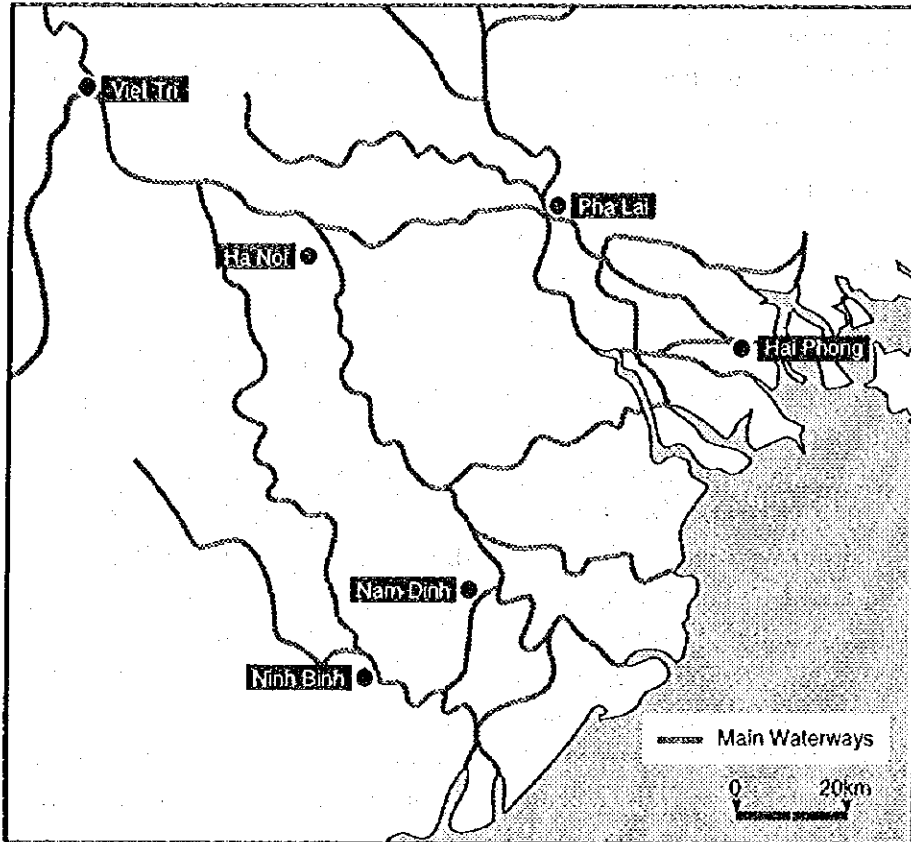 Viet Tri
Pha Lai
Ha Noi
Hai Phong
Nam Dinh
Ninh Binh
Main Waterways
0 20km